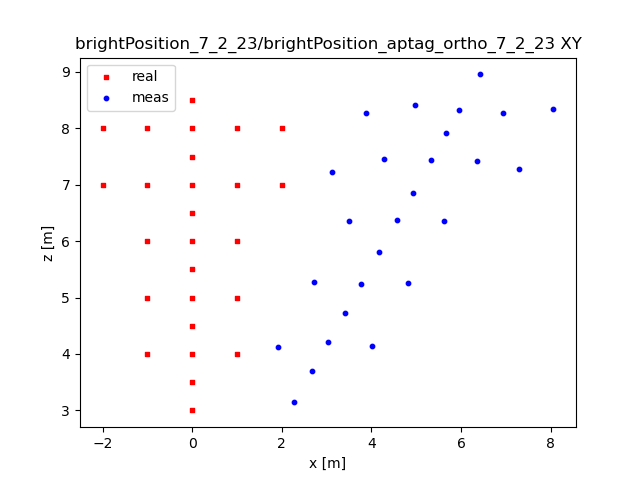 brightPosition_7_2_23/brightPosition_aptag_ortho_7_2_23 XY
real
meas
9
8
7
6
5
4
3
z [m]
−2
0
2
4
6
8
x [m]